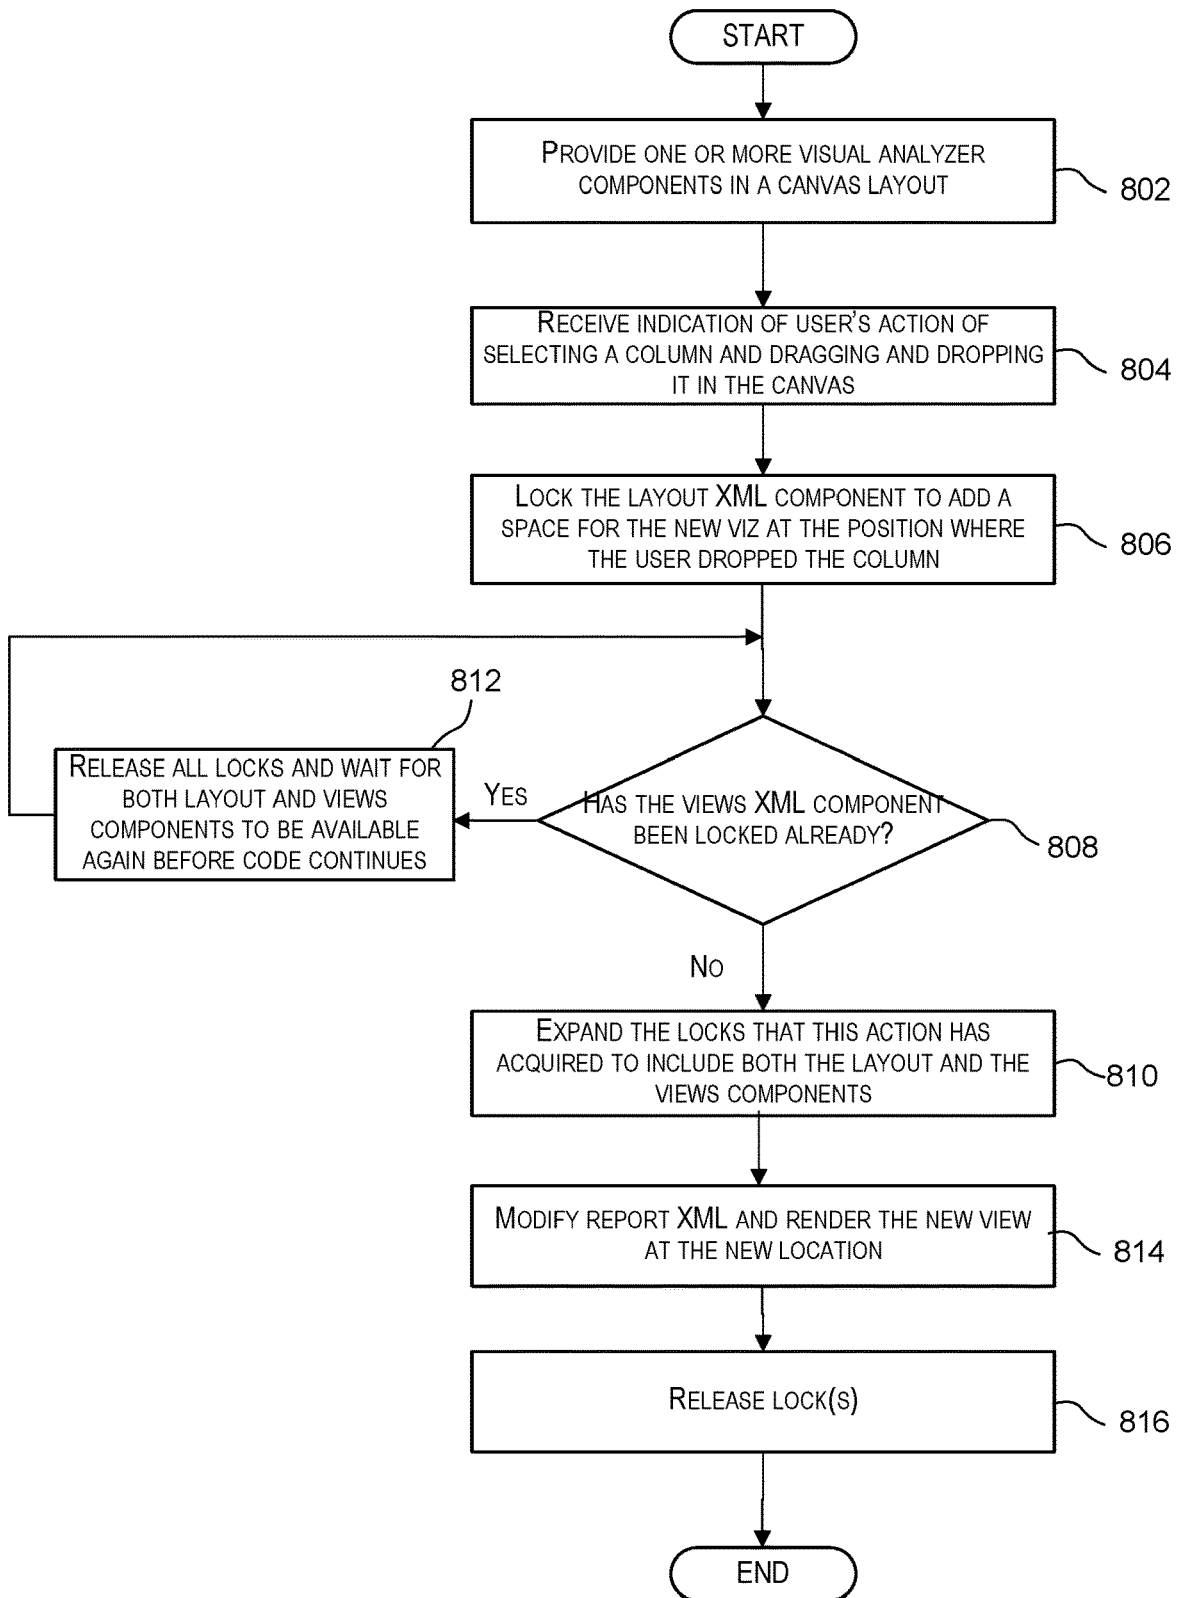 START
PROVIDE ONE OR MORE VISUAL ANALYZER
COMPONENTS IN A CANVAS LAYOUT
802
RECEIVE INDICATION OF USER'S ACTION OF
SELECTING A COLUMN AND DRAGGING AND DROPPING
IT IN THE CANVAS
804
LOCK THE LAYOUT XML COMPONENT TO ADD A
SPACE FOR THE NEW VIZ AT THE POSITION WHERE
THE USER DROPPED THE COLUMN
806
812
RELEASE ALL LOCKS AND WAIT FOR
BOTH LAYOUT AND VIEWS
COMPONENTS TO BE AVAILABLE
AGAIN BEFORE CODE CONTINUES
YES
HAS THE VIEWS XML COMPONENT
BEEN LOCKED ALREADY?
808
NO
EXPAND THE LOCKS THAT THIS ACTION HAS
ACQUIRED TO INCLUDE BOTH THE LAYOUT AND THE
VIEWS COMPONENTS
810
MODIFY REPORT XML AND RENDER THE NEW VIEW
AT THE NEW LOCATION
814
RELEASE LOCK(S)
816
END